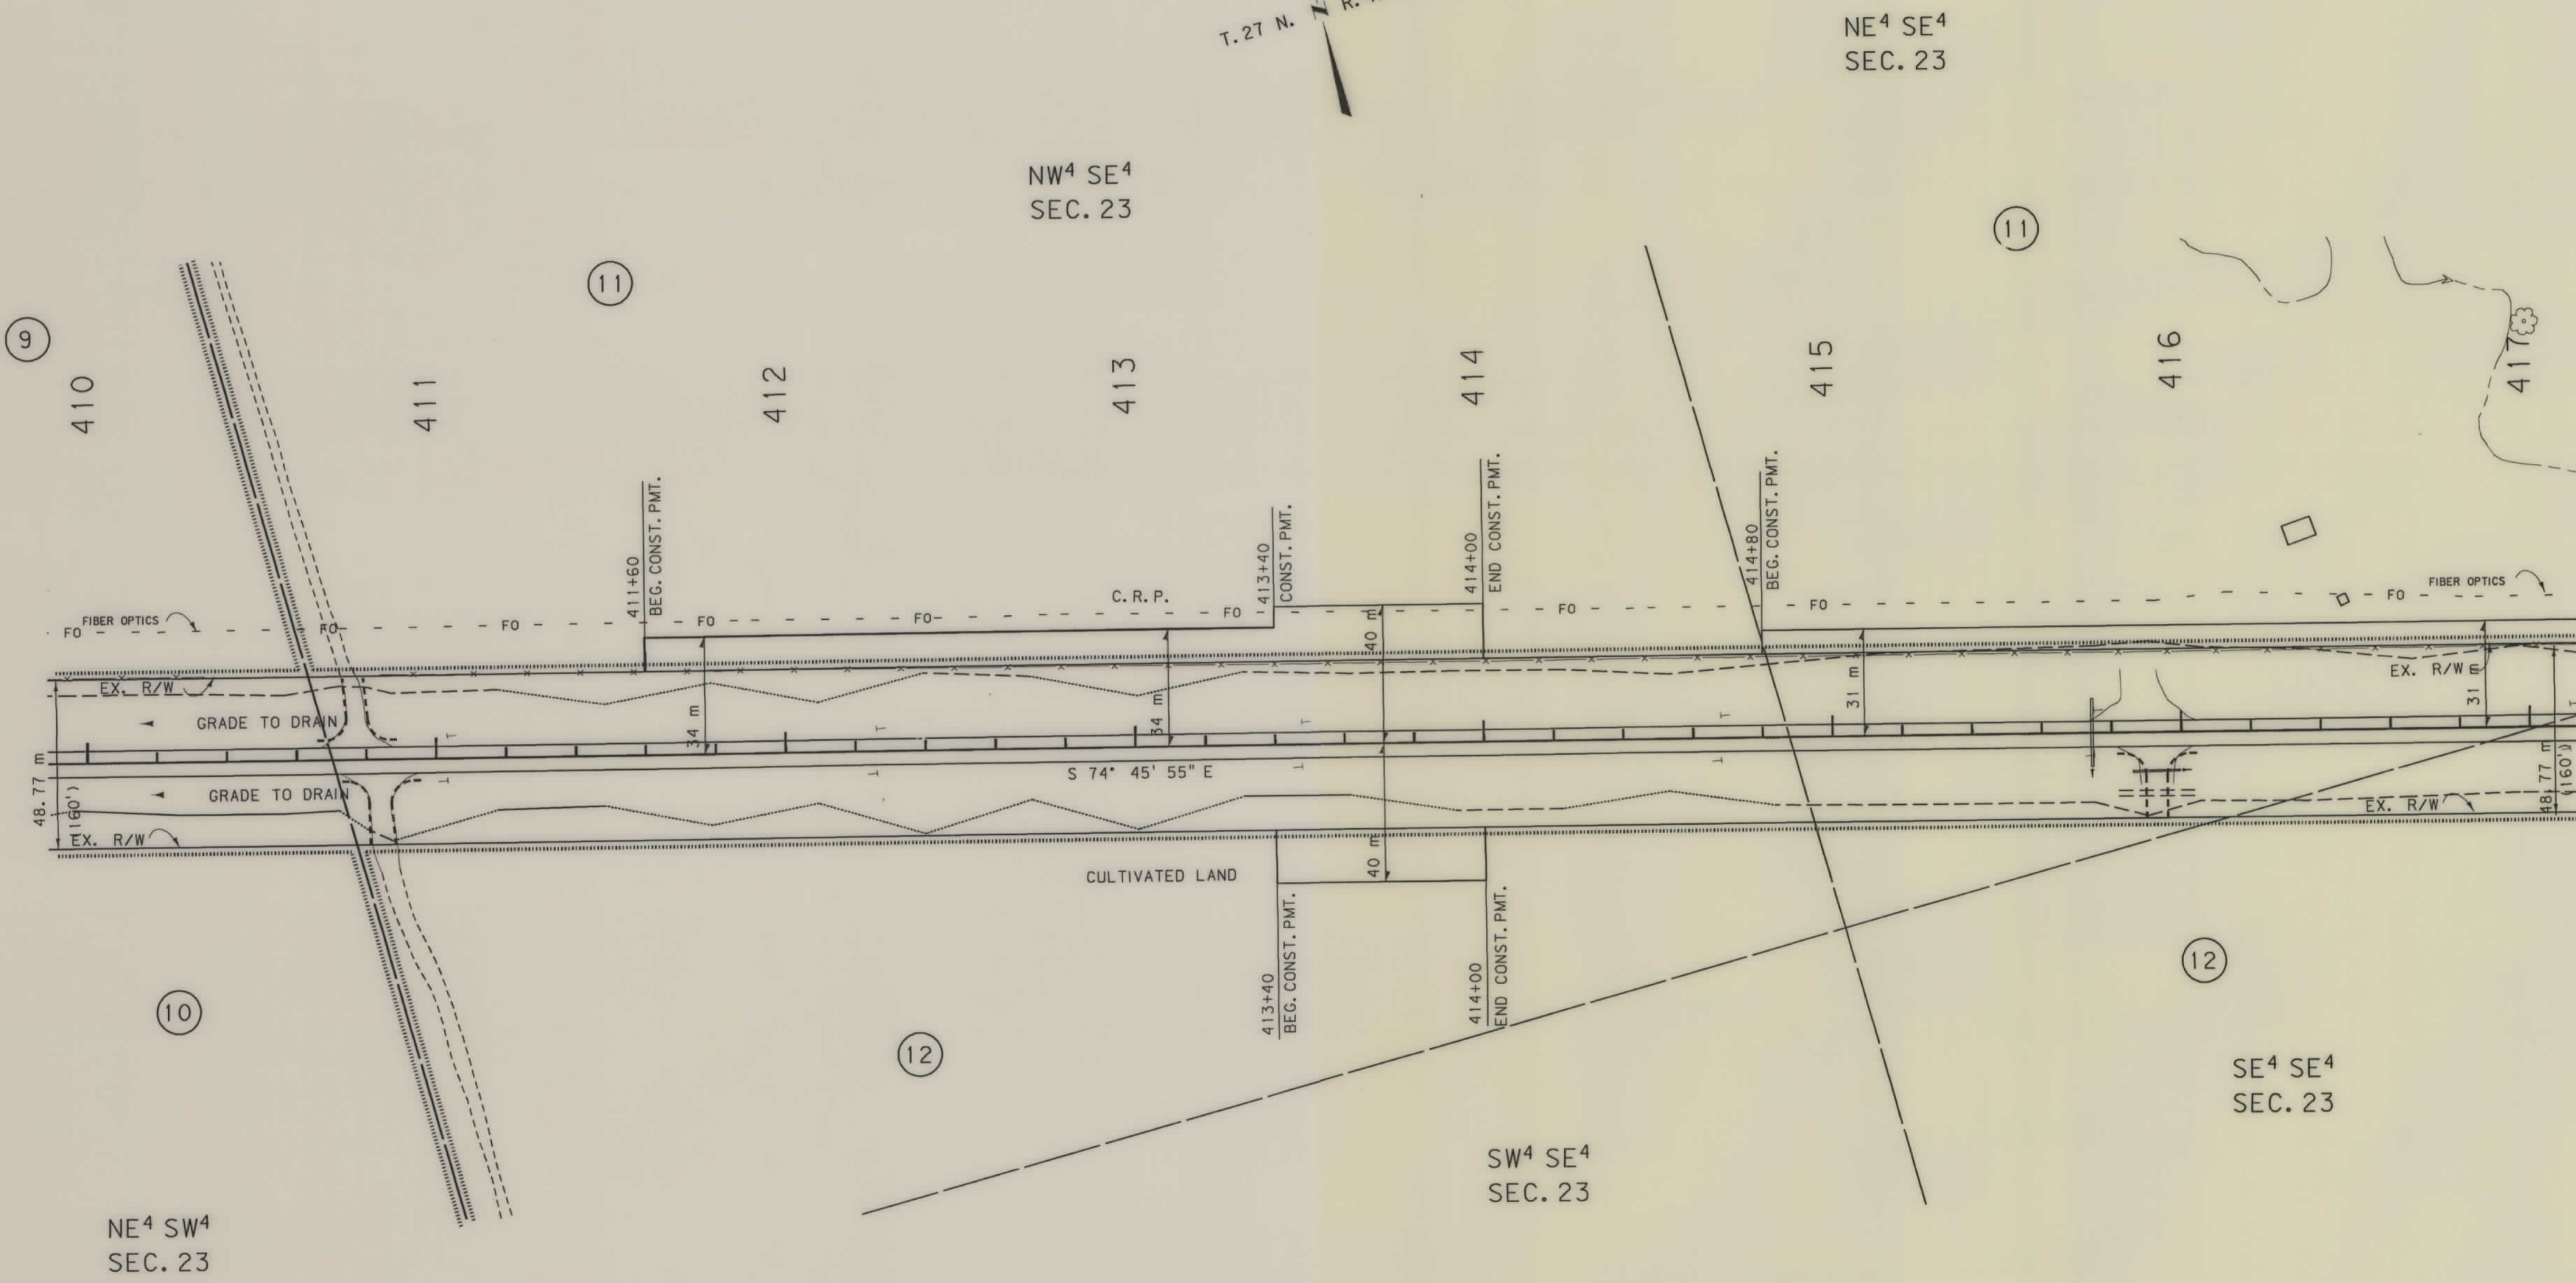 T. 27 N.
NE⁴ SE⁴
SEC. 23
NW⁴ SE⁴
SEC. 23
11
11
9
410
411
412
413
414
415
416
417
411+60
BEG. CONST. PMT.
413+40
CONST. PMT.
414+00
END CONST. PMT.
414+80
BEG. CONST. PMT.
C. R. P.
FIBER OPTICS
FIBER OPTICS
FO
FO
FO
FO
FO
FO
FO
FO
FO
EX. R/W
EX. R/W
GRADE TO DRAIN
34 m
34 m
40 m
31 m
31 m
S 74° 45' 55" E
48.77 m
(160')
GRADE TO DRAIN
EX. R/W
48.77 m
(160')
EX. R/W
40 m
CULTIVATED LAND
413+40
BEG. CONST. PMT.
414+00
END CONST. PMT.
10
12
12
SE⁴ SE⁴
SEC. 23
SW⁴ SE⁴
SEC. 23
NE⁴ SW⁴
SEC. 23